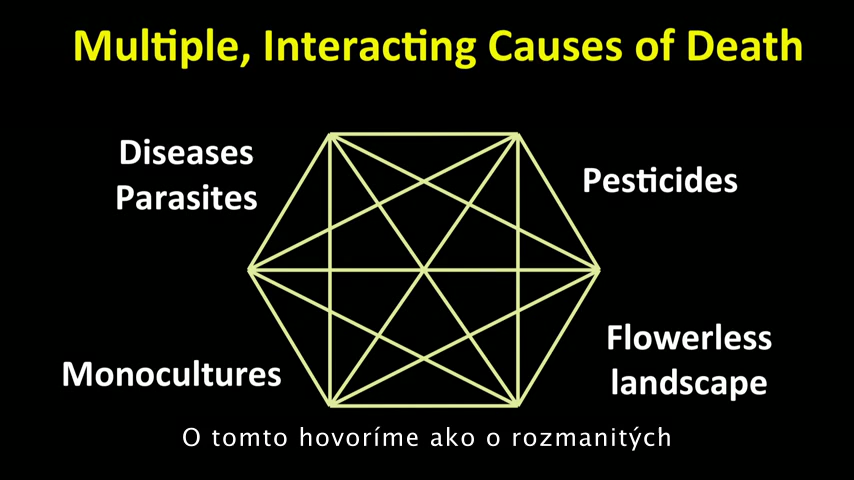 Multiple, Interacting Causes of Death
Diseases
Parasites
Pesticides
Monocultures
Flowerless
landscape
O tomto hovoríme ako o rozmanitých